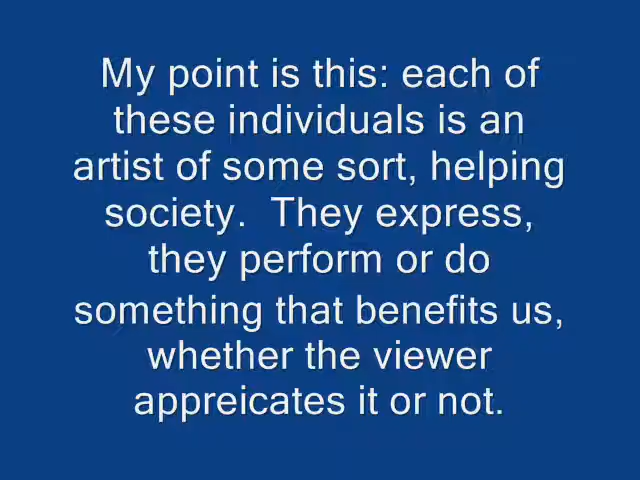 My point is this: each of
these individuals is an
artist of some sort, helping
society.  They express,
they perform or do
something that benefits us,
whether the viewer
appreicates it or not.